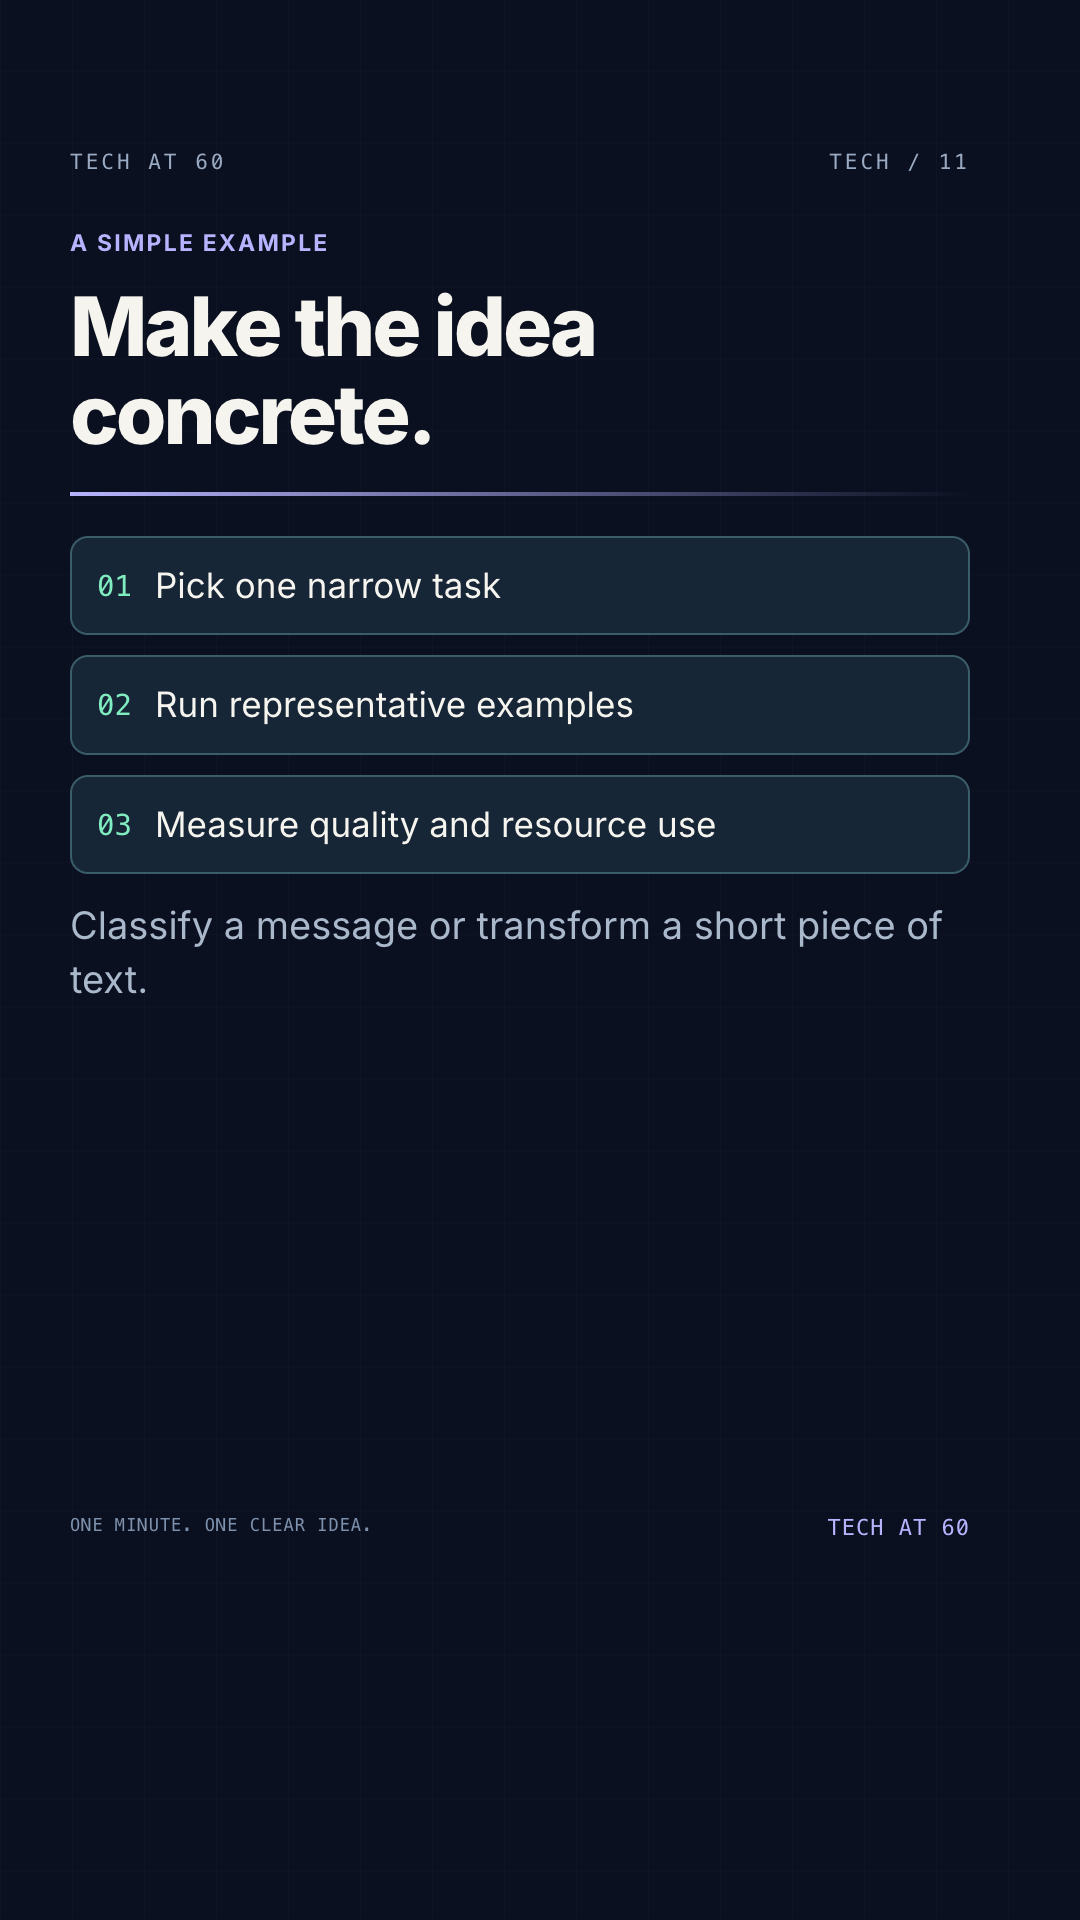 TECH AT 60
TECH / 11
A SIMPLE EXAMPLE
Make the idea
concrete.
01 Pick one narrow task
02 Run representative examples
03 Measure quality and resource use
Classify a message or transform a short piece of
text.
ONE MINUTE. ONE CLEAR IDEA.
TECH AT 60